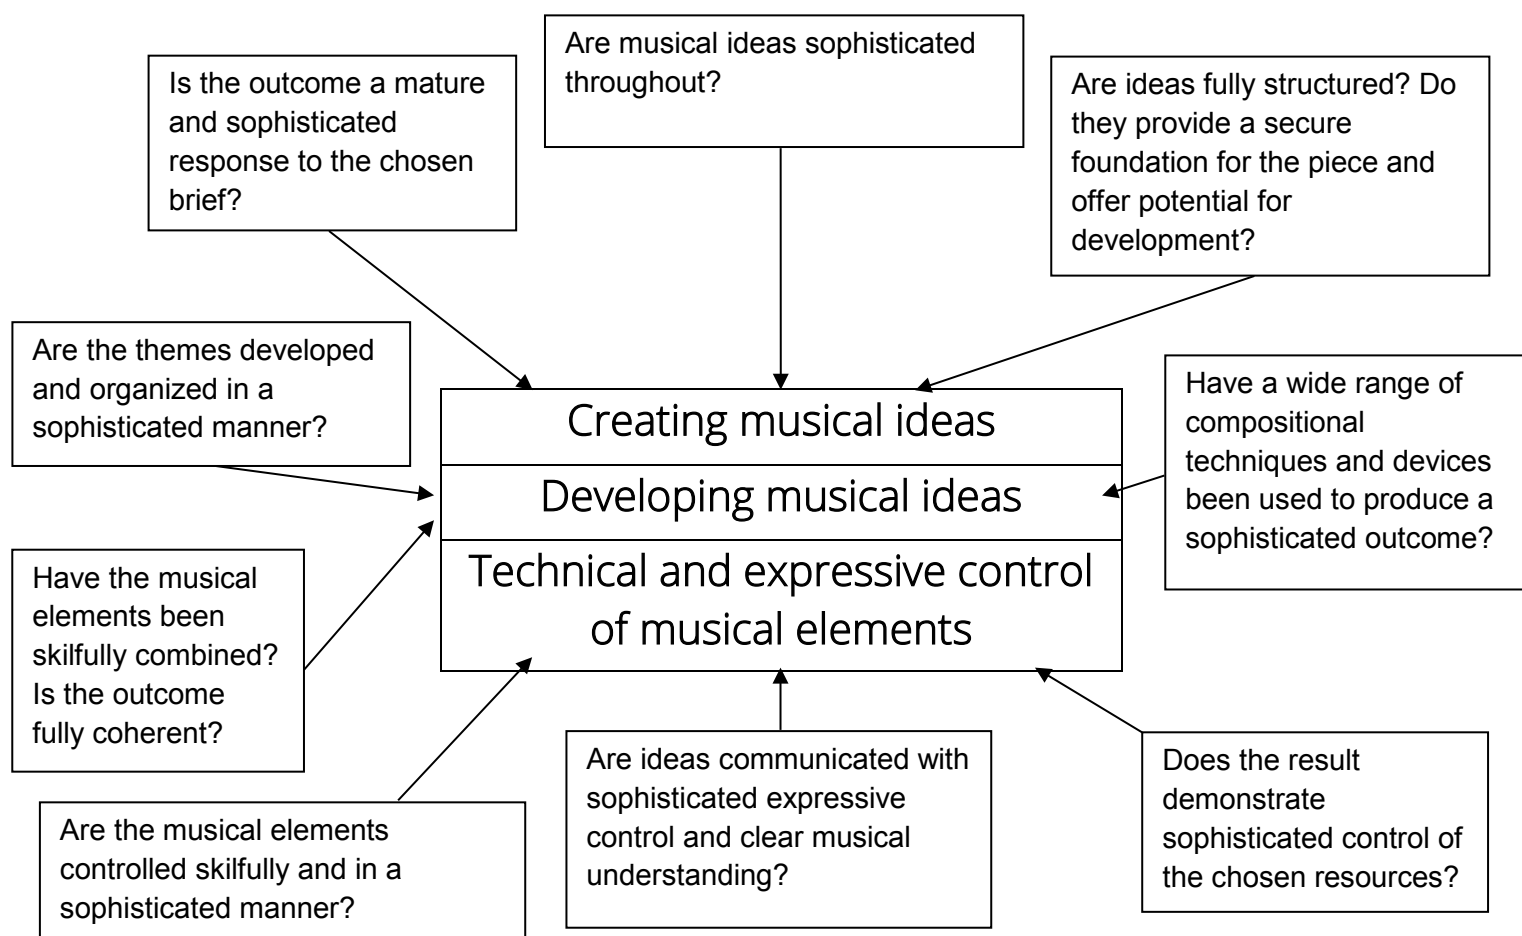 Is the outcome a mature
and sophisticated
response to the chosen
brief?
Are musical ideas sophisticated
throughout?
Are ideas fully structured? Do
they provide a secure
foundation for the piece and
offer potential for
development?
Are the themes developed
and organized in a
sophisticated manner?
Creating musical ideas
Developing musical ideas
Technical and expressive control
of musical elements
Have a wide range of
compositional
techniques and devices
been used to produce a
sophisticated outcome?
Have the musical
elements been
skilfully combined?
Is the outcome
fully coherent?
Are the musical elements
controlled skilfully and in a
sophisticated manner?
Are ideas communicated with
sophisticated expressive
control and clear musical
understanding?
Does the result
demonstrate
sophisticated control of
the chosen resources?